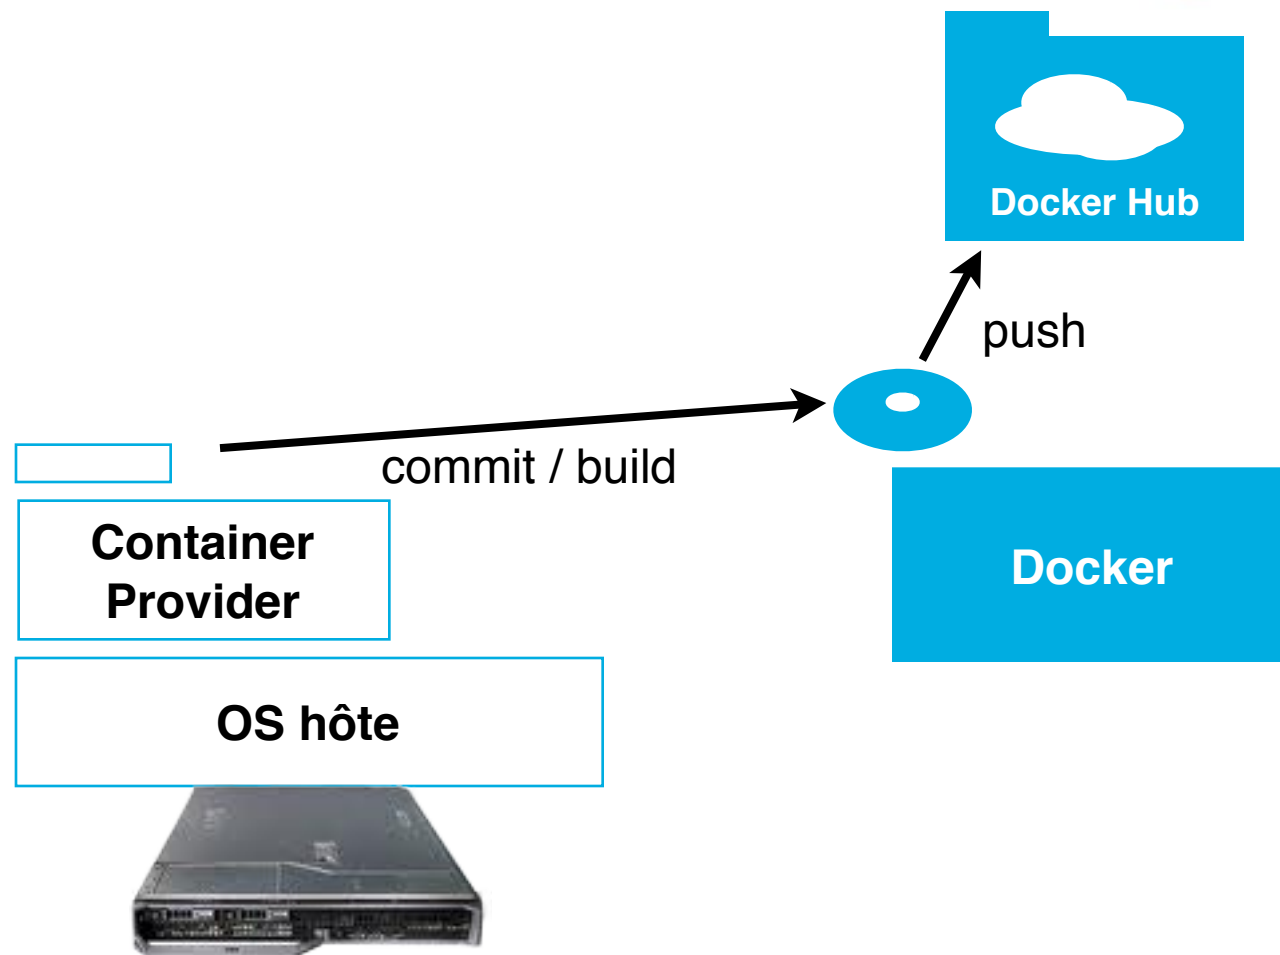 Docker Hub
push
commit / build
Container
Provider
Docker
OS hôte